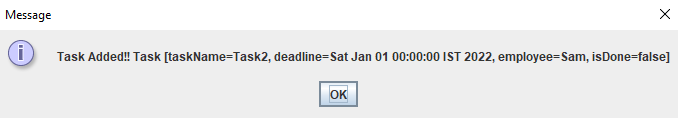 Message
Task Added!! Task [taskName=Task2, deadline=Sat Jan 01 00:00:00 IST 2022, employee=Sam, isDone=false]
OK